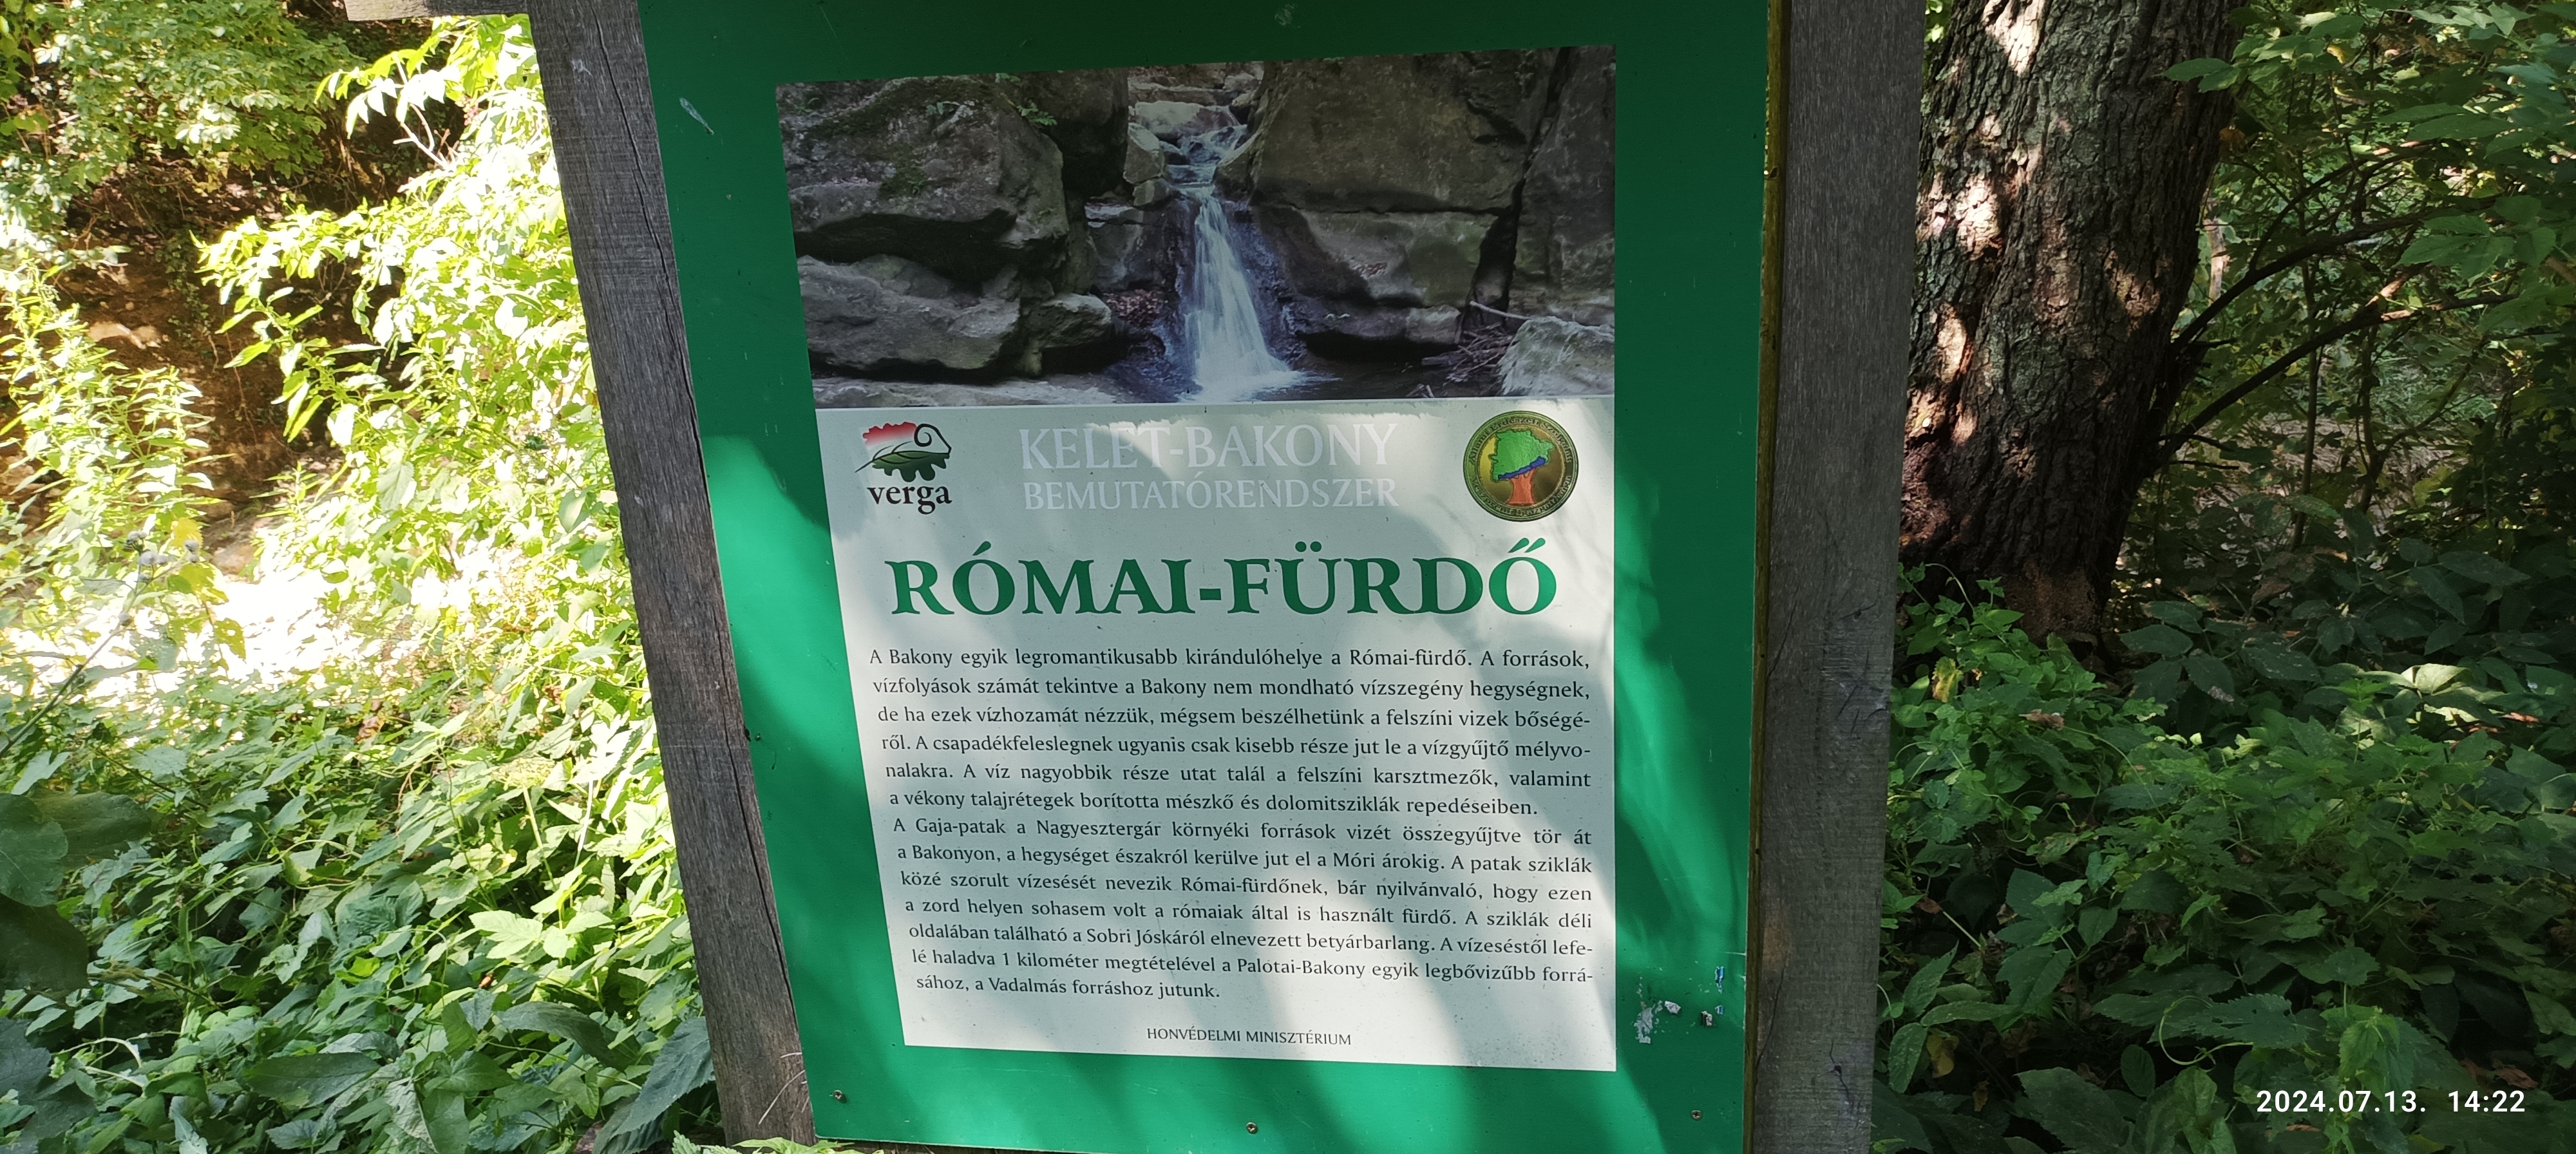 verga
KELET-BAKONY
BEMUTATÓRENDSZER
RÓMAI-FÜRDŐ
A Bakony egyik legromantikusabb kirándulóhelye a Római-fürdő. A források,
vízfolyások számát tekintve a Bakony nem mondható vízszegény hegységnek,
de ha ezek vízhozamát nézzük, mégsem beszélhetünk a felszíni vizek bőségé-
ről. A csapadékfeleslegnek ugyanis csak kisebb része jut le a vízgyűjtő mélyvo-
nalakra. A víz nagyobbik része utat talál a felszíni karsztmezők, valamint
a vékony talajrétegek borította mészkő és dolomitsziklák repedéseiben.
A Gaja-patak a Nagyesztergár környéki források vizét összegyűjtve tör át
a Bakonyon, a hegységet északról kerülve jut el a Móri árokig. A patak sziklák
közé szorult vízesését nevezik Római-fürdőnek, bár nyilvánvaló, hogy ezen
a zord helyen sohasem volt a rómaiak által is használt fürdő. A sziklák déli
oldalában található a Sobri Jóskáról elnevezett betyárbarlang. A vízeséstől lefe-
lé haladva 1 kilométer megtételével a Palotai-Bakony egyik legbővizűbb forrá-
sához, a Vadalmás forráshoz jutunk.
HONVÉDELMI MINISZTÉRIUM
2024.07.13. 14:22